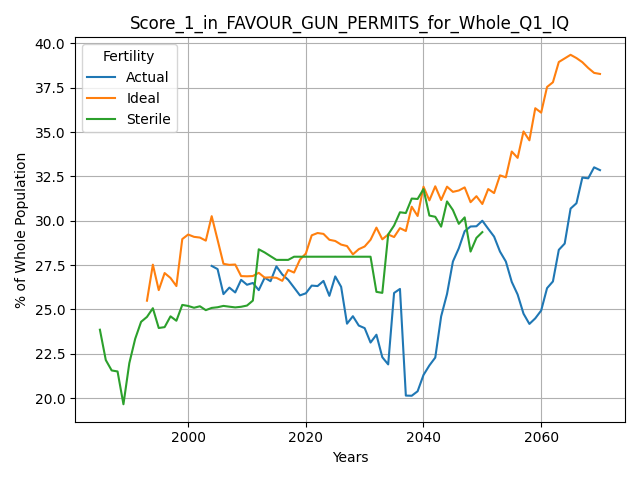 Score_1_in_FAVOUR_GUN_PERMITS_for_Whole_Q1_IQ
40.0
37.5
35.0
32.5
30.0
27.5
25.0
22.5
20.0
% of Whole Population
Fertility
Actual
Ideal
Sterile
2000 2020 2040 2060
Years